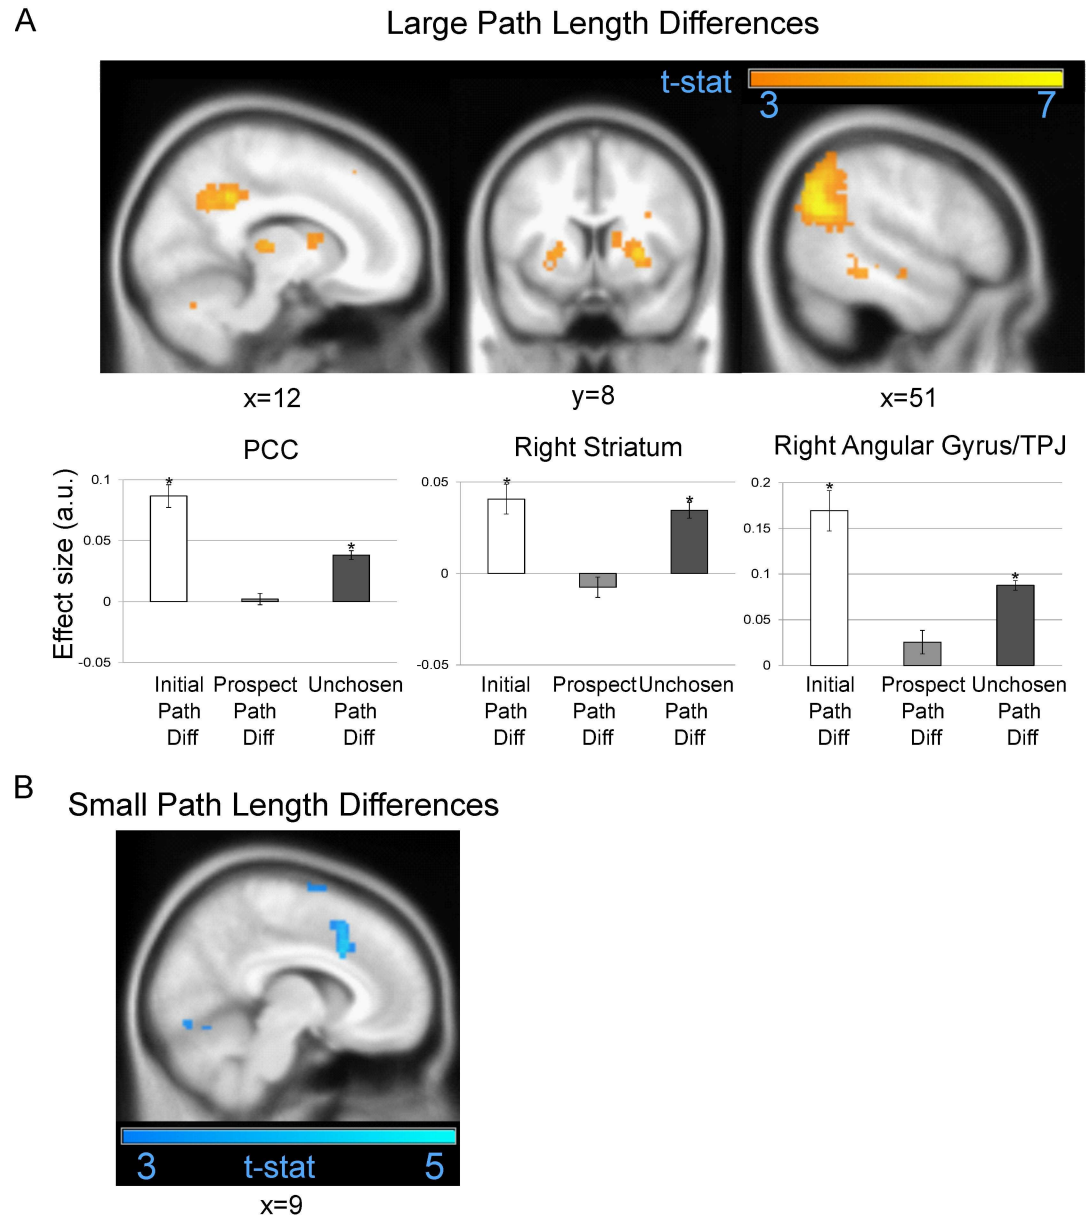 A
Large Path Length Differences
t-stat
3 7
x=12 y=8 x=51
PCC
Right Striatum
Right Angular Gyrus/TPJ
Effect size (a.u.)
0.1
0.05
0
-0.05
*
*
Initial Prospect Unchosen
Path Path Path
Diff Diff Diff
0.05
0
-0.05
*
*
Initial Prospect Unchosen
Path Path Path
Diff Diff Diff
0.2
0.15
0.1
0.05
0
*
*
Initial Prospect Unchosen
Path Path Path
Diff Diff Diff
B
Small Path Length Differences
3 t-stat 5
x=9